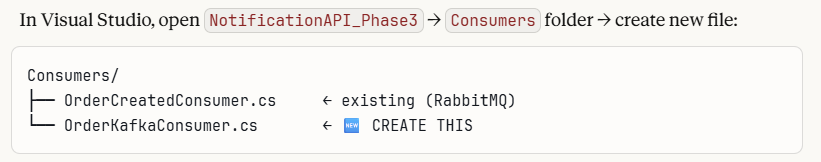 In Visual Studio, open NotificationAPI_Phase3 → Consumers folder → create new file:
Consumers/
├── OrderCreatedConsumer.cs      ← existing (RabbitMQ)
└── OrderKafkaConsumer.cs        ← 🆕 CREATE THIS